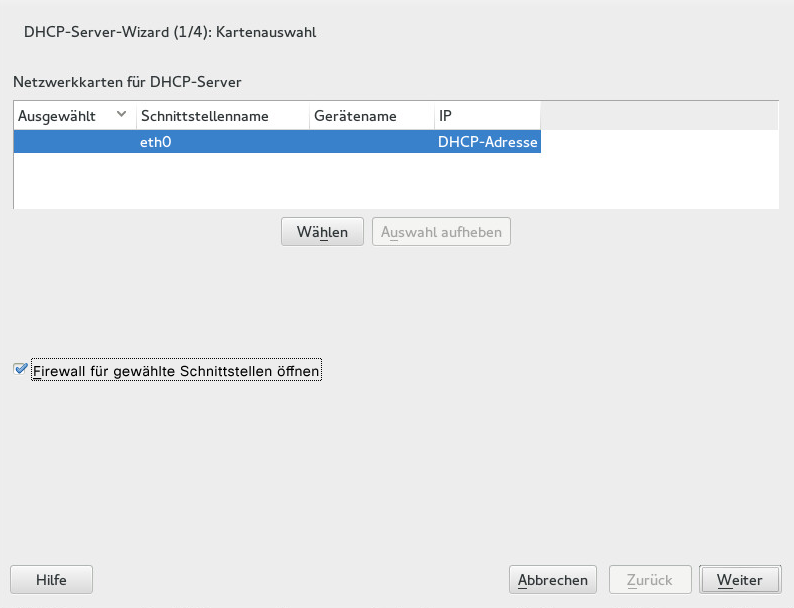 DHCP-Server-Wizard (1/4): Kartenauswahl
Netzwerkkarten für DHCP-Server
Ausgewählt Schnittstellenname Gerätename IP
eth0 DHCP-Adresse
Wählen Auswahl aufheben
Firewall für gewählte Schnittstellen öffnen
Hilfe Abbrechen Zurück Weiter